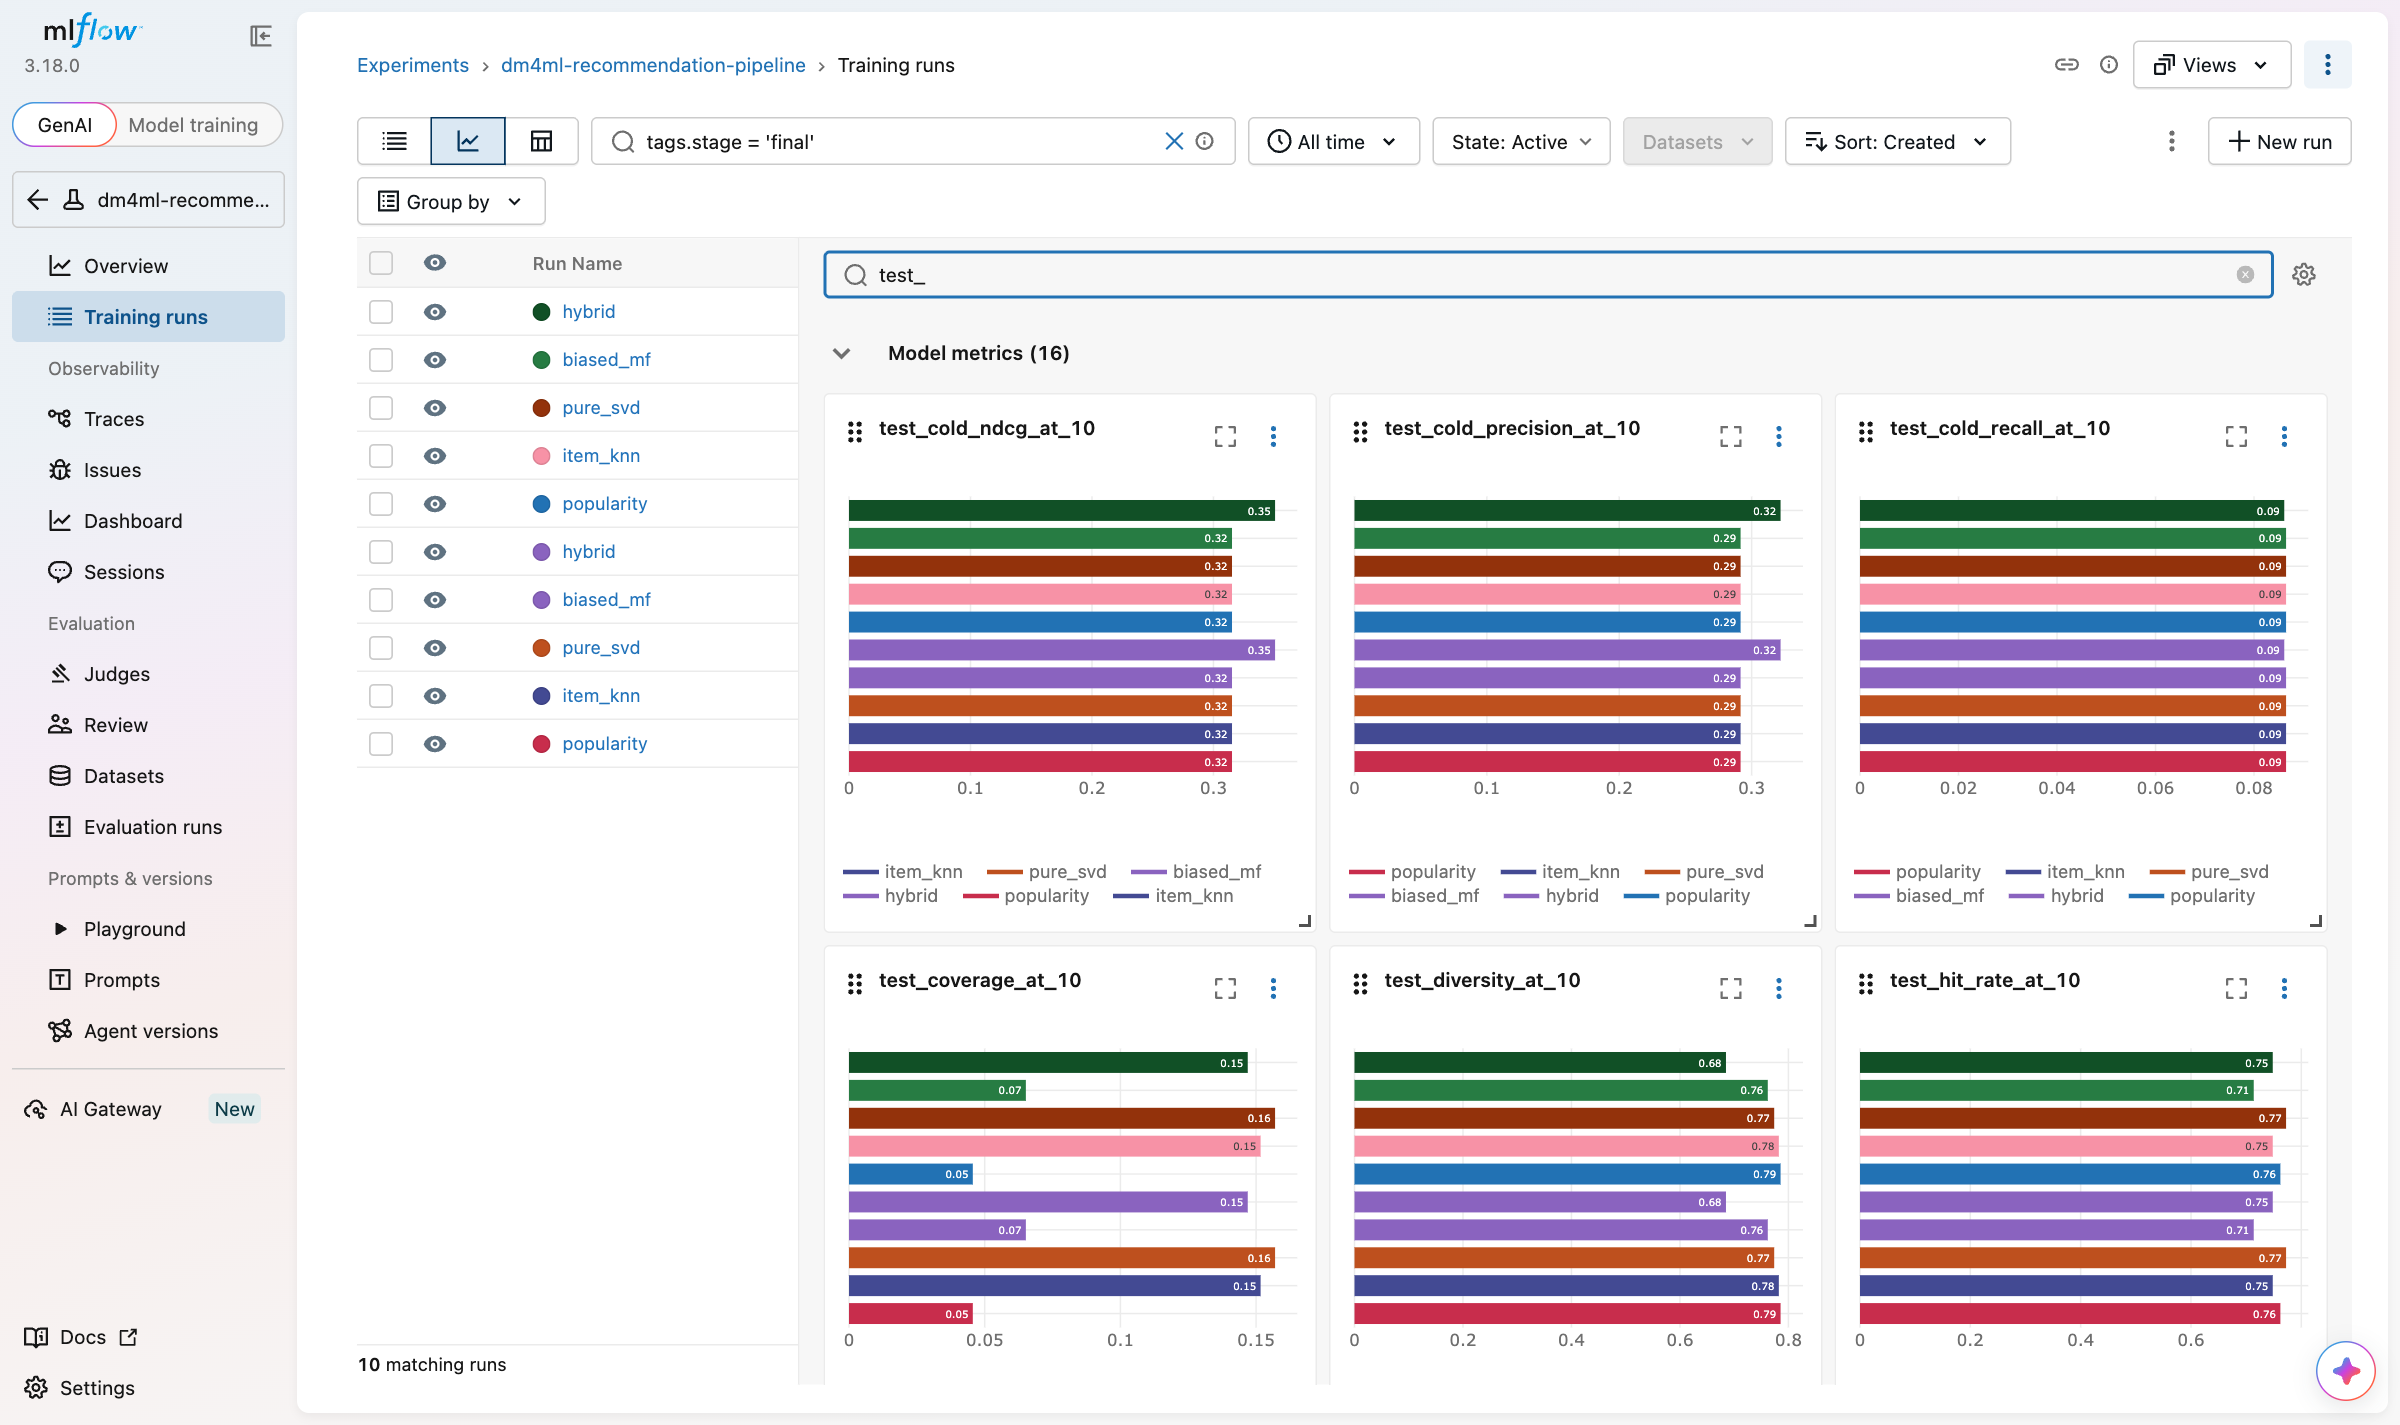 mlflow
3.18.0
GenAI
Model training
dm4ml-recomme...
Overview
Training runs
Observability
Traces
Issues
Dashboard
Sessions
Evaluation
Judges
Review
Datasets
Evaluation runs
Prompts & versions
Playground
Prompts
Agent versions
AI Gateway
New
Docs
Settings
Experiments › dm4ml-recommendation-pipeline › Training runs
Views
tags.stage = 'final'
All time
State: Active
Datasets
Sort: Created
New run
Group by
Run Name
hybrid
biased_mf
pure_svd
item_knn
popularity
hybrid
biased_mf
pure_svd
item_knn
popularity
10 matching runs
test_
Model metrics (16)
test_cold_ndcg_at_10
0.35
0.32
0.32
0.32
0.32
0.35
0.32
0.32
0.32
0.32
0 0.1 0.2 0.3
item_knn pure_svd biased_mf
hybrid popularity item_knn
test_cold_precision_at_10
0.32
0.29
0.29
0.29
0.29
0.32
0.29
0.29
0.29
0.29
0 0.1 0.2 0.3
popularity item_knn pure_svd
biased_mf hybrid popularity
test_cold_recall_at_10
0.09
0.09
0.09
0.09
0.09
0.09
0.09
0.09
0.09
0.09
0 0.02 0.04 0.06 0.08
popularity item_knn pure_svd
biased_mf hybrid popularity
test_coverage_at_10
0.15
0.07
0.16
0.15
0.05
0.15
0.07
0.16
0.15
0.05
0 0.05 0.1 0.15
test_diversity_at_10
0.68
0.76
0.77
0.78
0.79
0.68
0.76
0.77
0.78
0.79
0 0.2 0.4 0.6 0.8
test_hit_rate_at_10
0.75
0.71
0.77
0.75
0.76
0.75
0.71
0.77
0.75
0.76
0 0.2 0.4 0.6